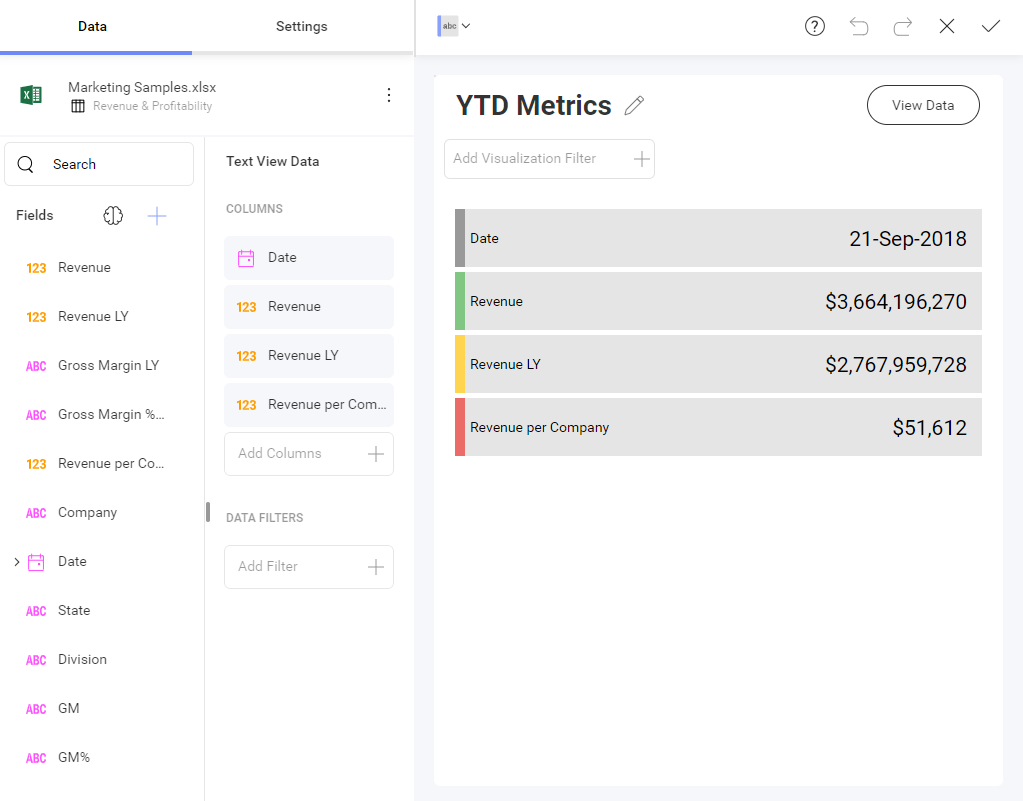 Data
Settings
abc
Marketing Samples.xlsx
Revenue & Profitability
Search
Fields
123 Revenue
123 Revenue LY
ABC Gross Margin LY
ABC Gross Margin %...
123 Revenue per Co...
ABC Company
Date
ABC State
ABC Division
ABC GM
ABC GM%
Text View Data
COLUMNS
Date
123 Revenue
123 Revenue LY
123 Revenue per Com...
Add Columns
DATA FILTERS
Add Filter
YTD Metrics
View Data
Add Visualization Filter
Date 21-Sep-2018
Revenue $3,664,196,270
Revenue LY $2,767,959,728
Revenue per Company $51,612